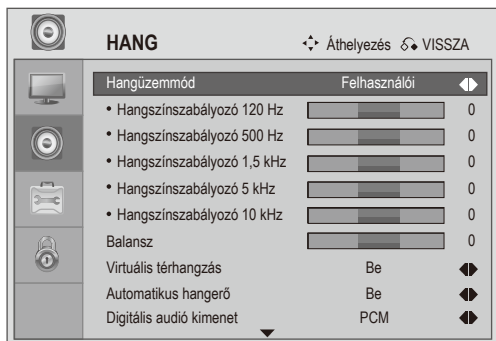 HANG Áthelyezés VISSZA
Hangüzemmód Felhasználói
• Hangszínszabályozó 120 Hz 0
• Hangszínszabályozó 500 Hz 0
• Hangszínszabályozó 1,5 kHz 0
• Hangszínszabályozó 5 kHz 0
• Hangszínszabályozó 10 kHz 0
Balansz 0
Virtuális térhangzás Be
Automatikus hangerő Be
Digitális audió kimenet PCM